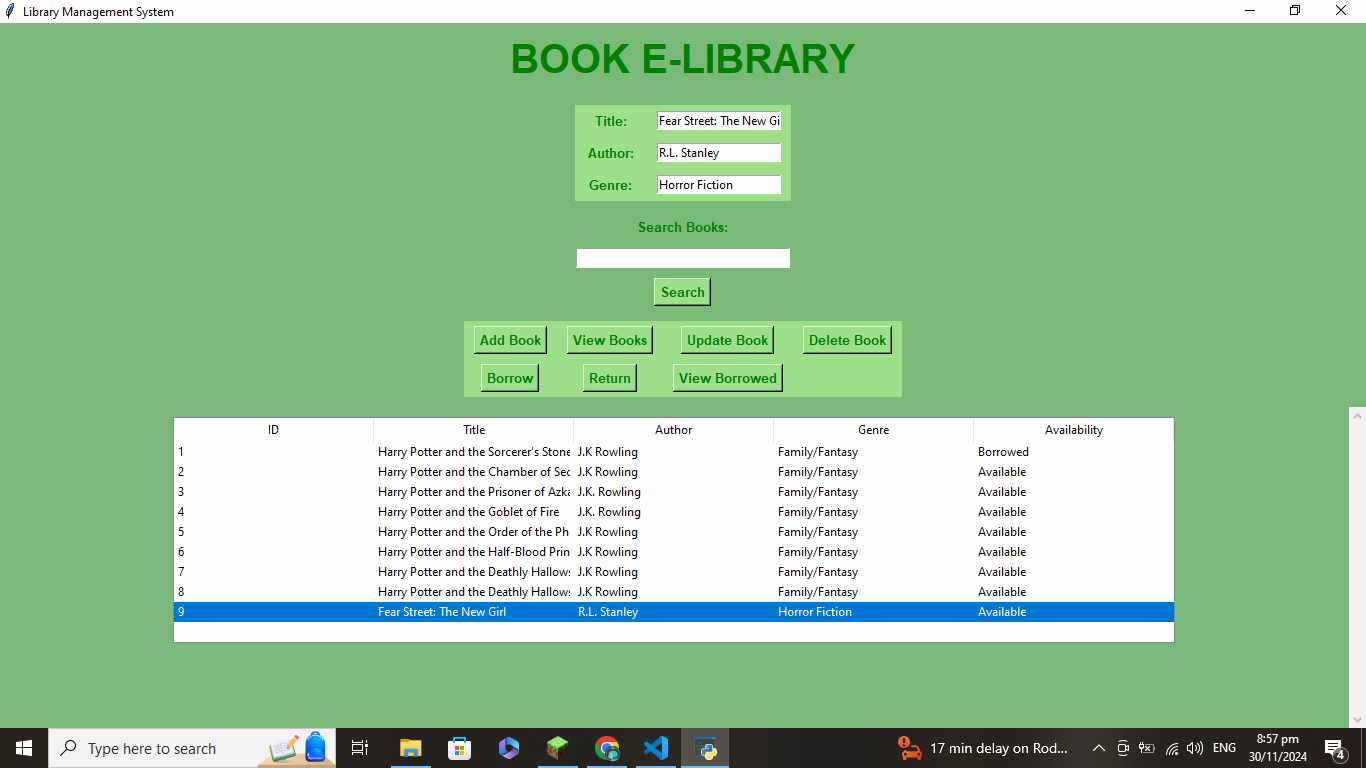 Library Management System
BOOK E-LIBRARY
Title: Fear Street: The New Gi
Author: R.L. Stanley
Genre: Horror Fiction
Search Books:
Search
Add Book View Books Update Book Delete Book
Borrow Return View Borrowed
ID Title Author Genre Availability
1 Harry Potter and the Sorcerer's Stone J.K Rowling Family/Fantasy Borrowed
2 Harry Potter and the Chamber of Sec J.K Rowling Family/Fantasy Available
3 Harry Potter and the Prisoner of Azka J.K. Rowling Family/Fantasy Available
4 Harry Potter and the Goblet of Fire J.K. Rowling Family/Fantasy Available
5 Harry Potter and the Order of the Ph J.K Rowling Family/Fantasy Available
6 Harry Potter and the Half-Blood Prin J.K Rowling Family/Fantasy Available
7 Harry Potter and the Deathly Hallows J.K Rowling Family/Fantasy Available
8 Harry Potter and the Deathly Hallows J.K Rowling Family/Fantasy Available
9 Fear Street: The New Girl R.L. Stanley Horror Fiction Available
Type here to search
17 min delay on Rod...
ENG
8:57 pm
30/11/2024
4